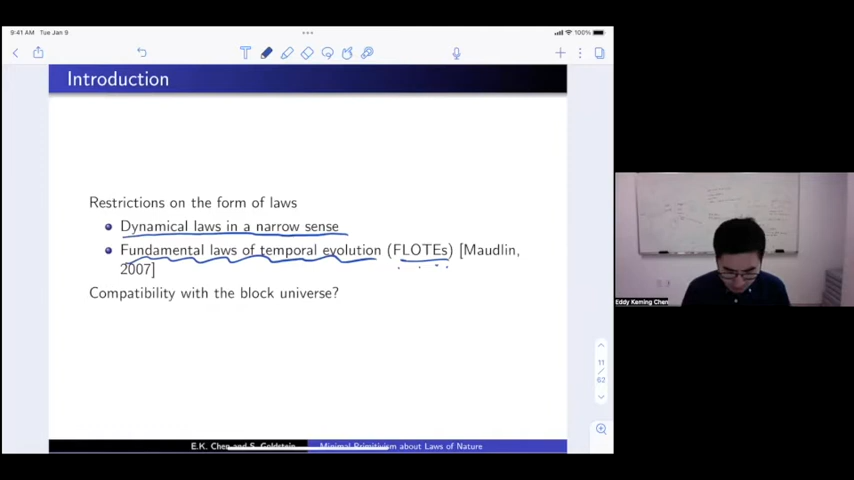 9:41 AM Tue Jan 9
100%
Introduction
Restrictions on the form of laws
Dynamical laws in a narrow sense
Fundamental laws of temporal evolution (FLOTEs) [Maudlin,
2007]
Compatibility with the block universe?
11
/
62
Eddy Keming Chen
E.K. Chen and S. Goldstein
Minimal Primitivism about Laws of Nature